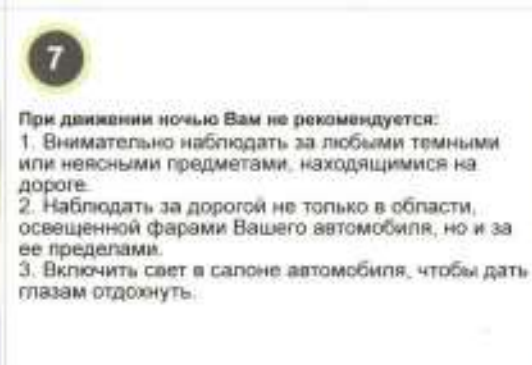 7
При движении ночью Вам не рекомендуется:
1. Внимательно наблюдать за любыми темными
или неясными предметами, находящимися на
дороге.
2. Наблюдать за дорогой не только в области,
освещенной фарами Вашего автомобиля, но и за
ее пределами.
3. Включить свет в салоне автомобиля, чтобы дать
глазам отдохнуть.